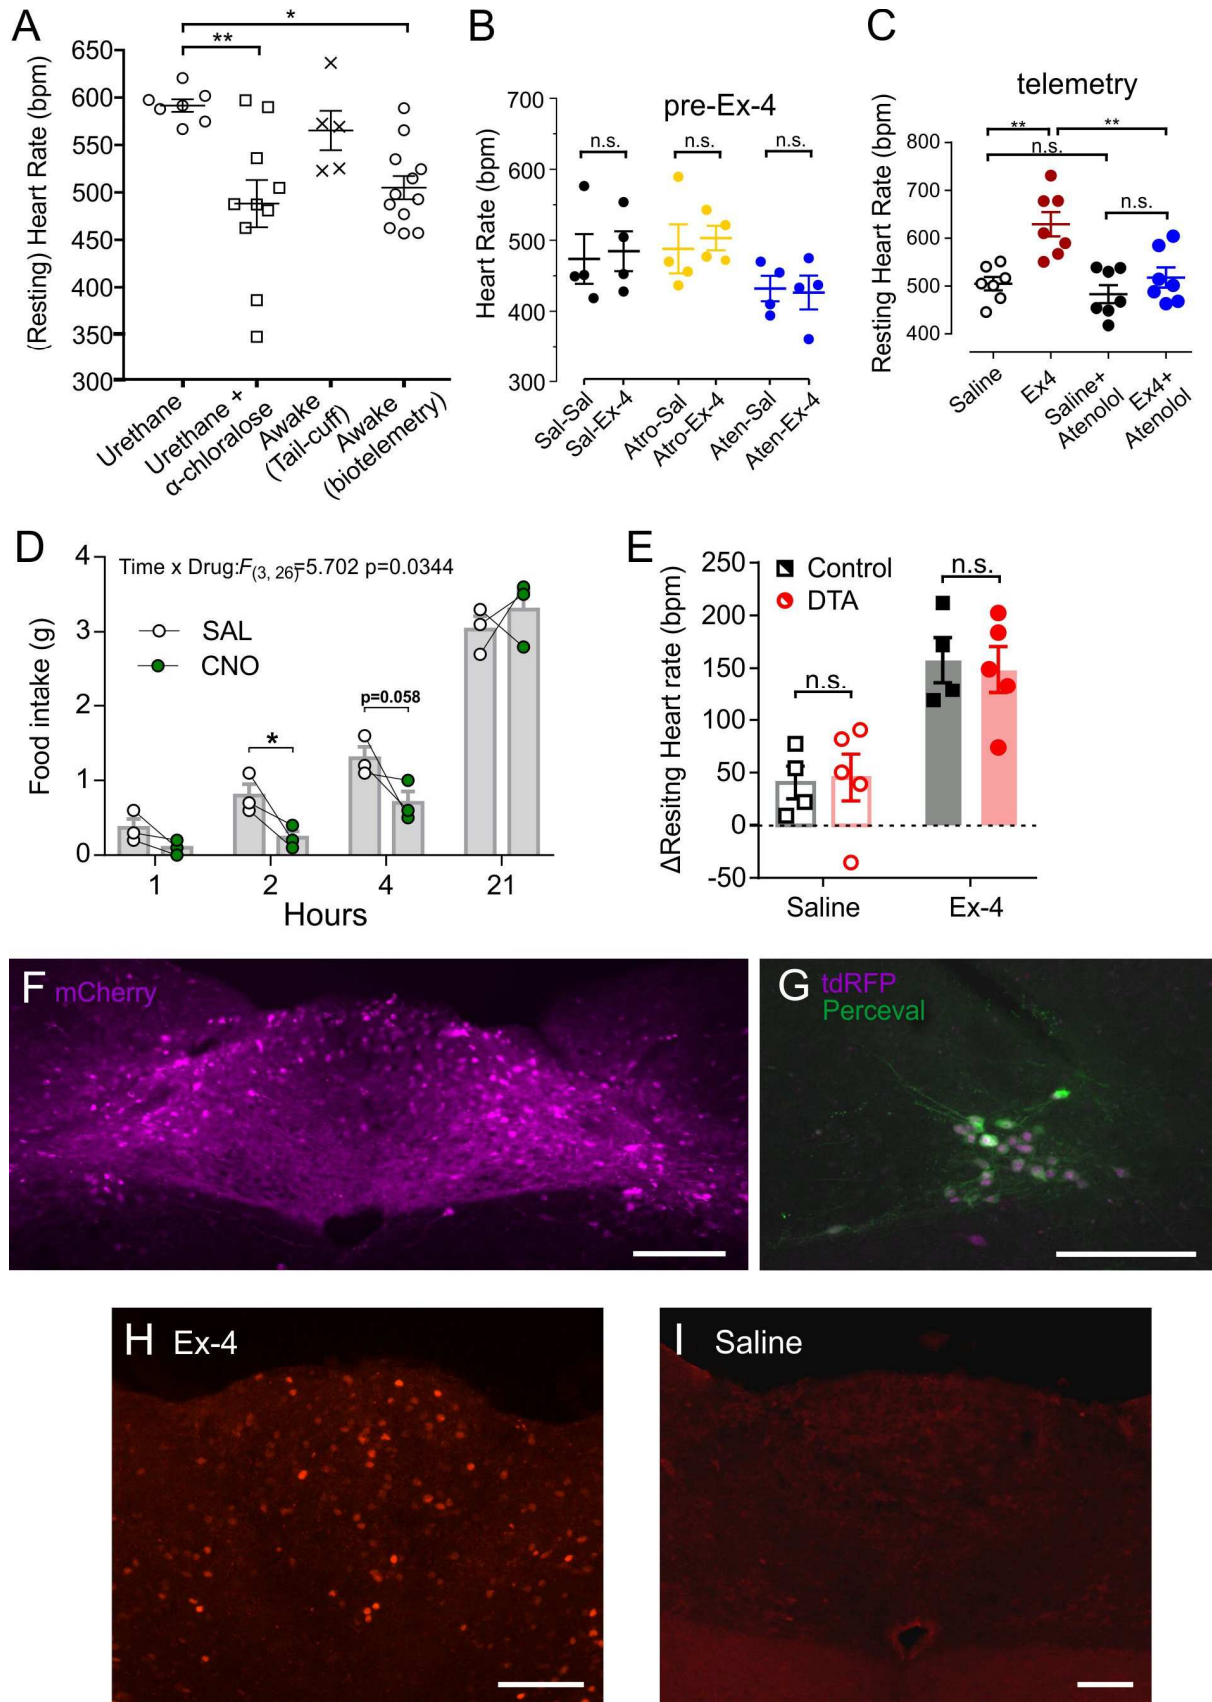 A
*
**
650
600
550
500
450
400
350
300
(Resting) Heart Rate (bpm)
Urethane
Urethane +
α-chloralose
Awake
(Tail-cuff)
Awake
(biotelemetry)
B
pre-Ex-4
n.s.
n.s.
n.s.
700
600
500
400
300
Heart Rate (bpm)
Sal-Sal
Sal-Ex-4
Atro-Sal
Atro-Ex-4
Aten-Sal
Aten-Ex-4
C
telemetry
**
**
n.s.
n.s.
800
700
600
500
400
Resting Heart Rate (bpm)
Saline
Ex4
Saline+
Atenolol
Ex4+
Atenolol
D
Time x Drug:F(3, 26)=5.702 p=0.0344
SAL
CNO
p=0.058
*
4
3
2
1
0
Food intake (g)
1
2
4
21
Hours
E
Control
DTA
n.s.
n.s.
250
200
150
100
50
0
-50
ΔResitng Heart rate (bpm)
Saline
Ex-4
F
mCherry
G
tdRFP
Perceval
H
Ex-4
I
Saline